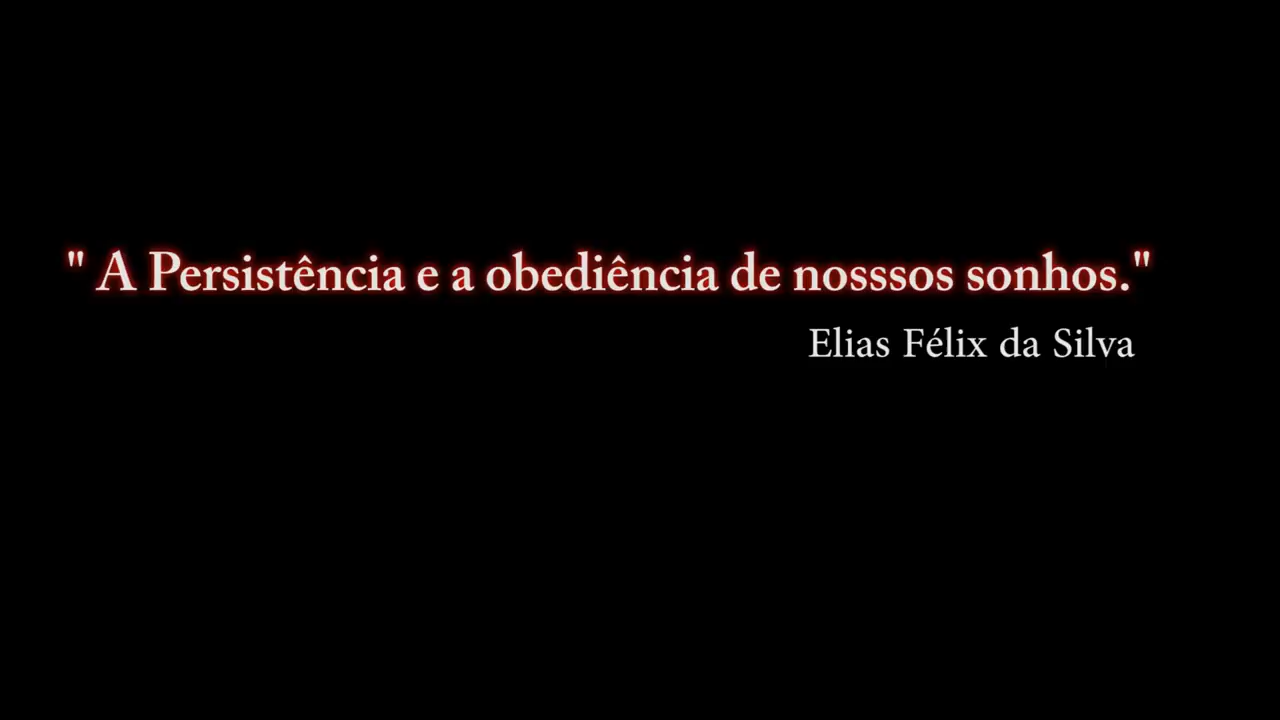 " A Persistência e a obediência de nosssos sonhos."
Elias Félix da Silva